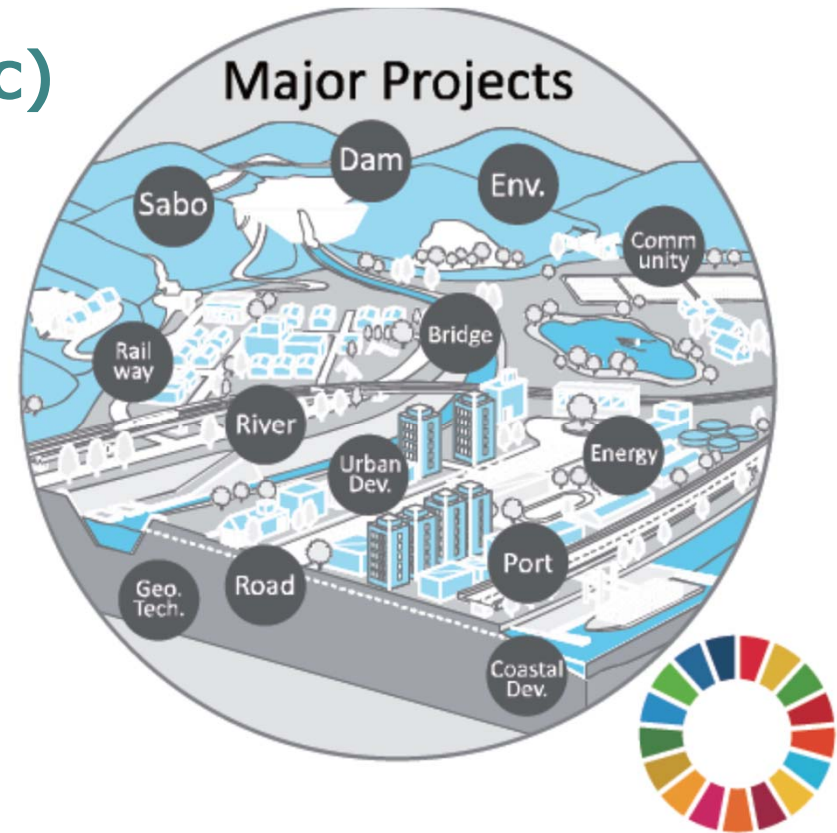 c)
Major Projects
Dam
Sabo
Env.
Comm
unity
Bridge
Rail
way
River
Urban
Dev.
Energy
Port
Road
Geo.
Tech.
Coastal
Dev.